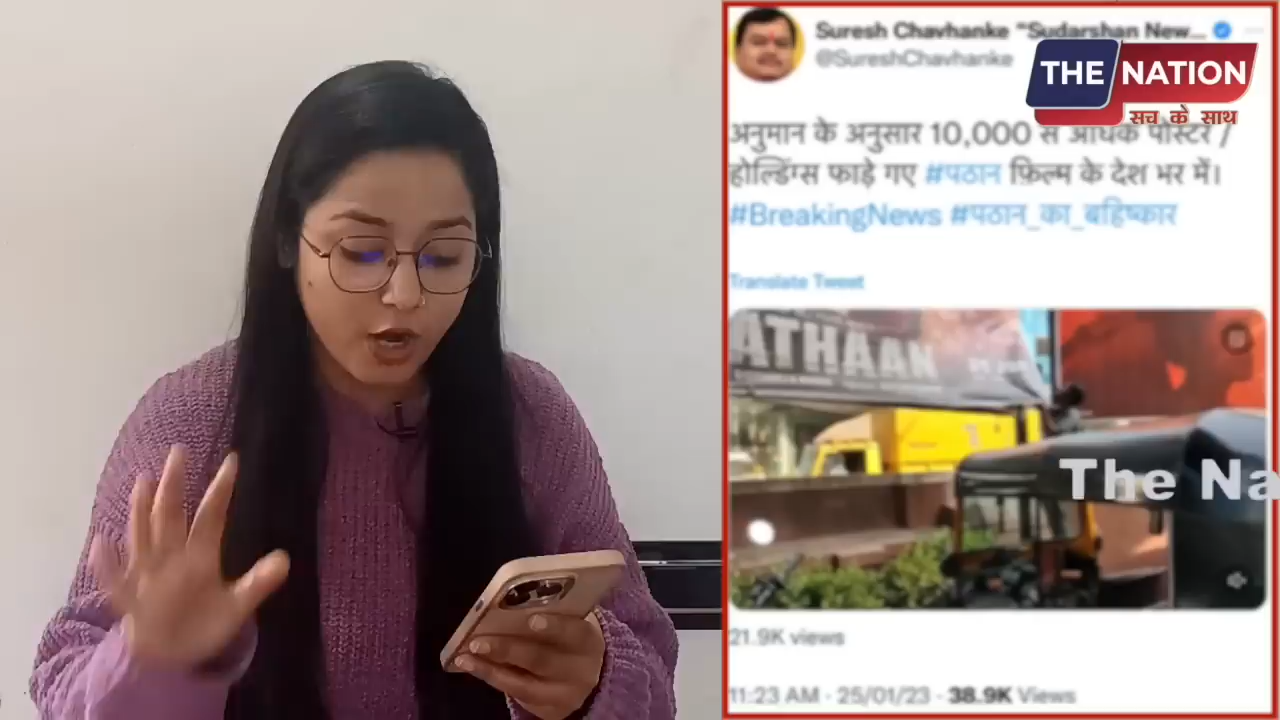 Suresh Chavhanke "Sudarshan New...
@SureshChavhanke
THE NATION
सच के साथ
अनुमान के अनुसार 10,000 से अधिक पोस्टर /
होल्डिंग्स फाड़े गए #पठान फ़िल्म के देश भर में।
#BreakingNews #पठान_का_बहिष्कार
Translate Tweet
ATHAAN
The Na
21.9K views
11:23 AM · 25/01/23 · 38.9K Views